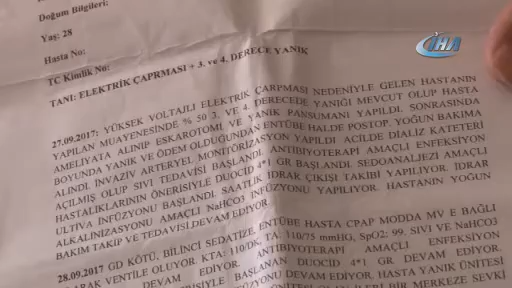 Doğum Bilgileri:
Yaş: 28
Hasta No:
TC Kimlik No:
TANI: ELEKTRİK ÇAPRMASI + 3. ve 4. DERECE YANIK
27.09.2017: YÜKSEK VOLTAJLI ELEKTRİK ÇARPMASI NEDENİYLE GELEN HASTANIN
YAPILAN MUAYENESİNDE % 50 3. VE 4. DERECEDE YANIĞI MEVCUT OLUP HASTA
AMELİYATA ALINIP ESKAROTOMİ VE YANIK PANSUMANI YAPILDI. SONRASINDA
BOYUNDA YANIK VE ÖDEM OLDUĞUNDAN ENTÜBE HALDE POSTOP. YOĞUN BAKIMA
ALINDI. İNVAZİV ARTERYEL MONİTÖRİZASYON YAPILDI ACİLDE DİALİZ KATETERİ
AÇILMIŞ OLUP SIVI TEDAVİSİ BAŞLANDI. ANTİBİYOTERAPİ AMAÇLI ENFEKSİYON
HASTALIKLARININ ÖNERİSİYLE DUOCID 4*1 GR BAŞLANDI. SEDOANALJEZİ AMAÇLI
ULTİVA İNFÜZYONU BAŞLANDI. SAATLİK İDRAR ÇIKIŞI TAKİBİ YAPILIYOR. İDRAR
ALKALİNİZASYONU AMAÇLI NaHCO3 İNFÜZYONU YAPILIYOR. HASTANIN YOĞUN
BAKIM TAKİP VE TEDAVİSİ DEVAM EDİYOR.
28.09.2017 GD KÖTÜ, BİLİNCİ SEDATİZE, ENTÜBE HASTA CPAP MODDA MV E BAĞLI
ARAK VENTİLE OLUYOR. KTA: 110/DK, TA: 110/75 mmHG, SPO2: 99. SIVI VE NaHCO3
DEVAM EDİYOR. ANTİBİYOTERAPİ AMAÇLI ENFEKSİYON
BAŞLANAN DUOCID 4*1 GR. DEVAM EDİYOR.
DEVAM EDİYOR. HASTA YANIK ÜNİTESİ
BİR MERKEZE SEVKİ
İHA